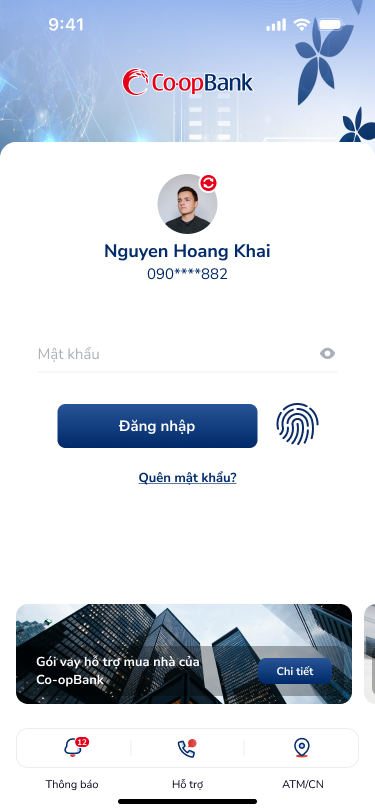 9:41
Co-opBank
Nguyen Hoang Khai
090****882
Mật khẩu
Đăng nhập
Quên mật khẩu?
Gói vay hỗ trợ mua nhà của
Co-opBank
Chi tiết
12
Thông báo
Hỗ trợ
ATM/CN